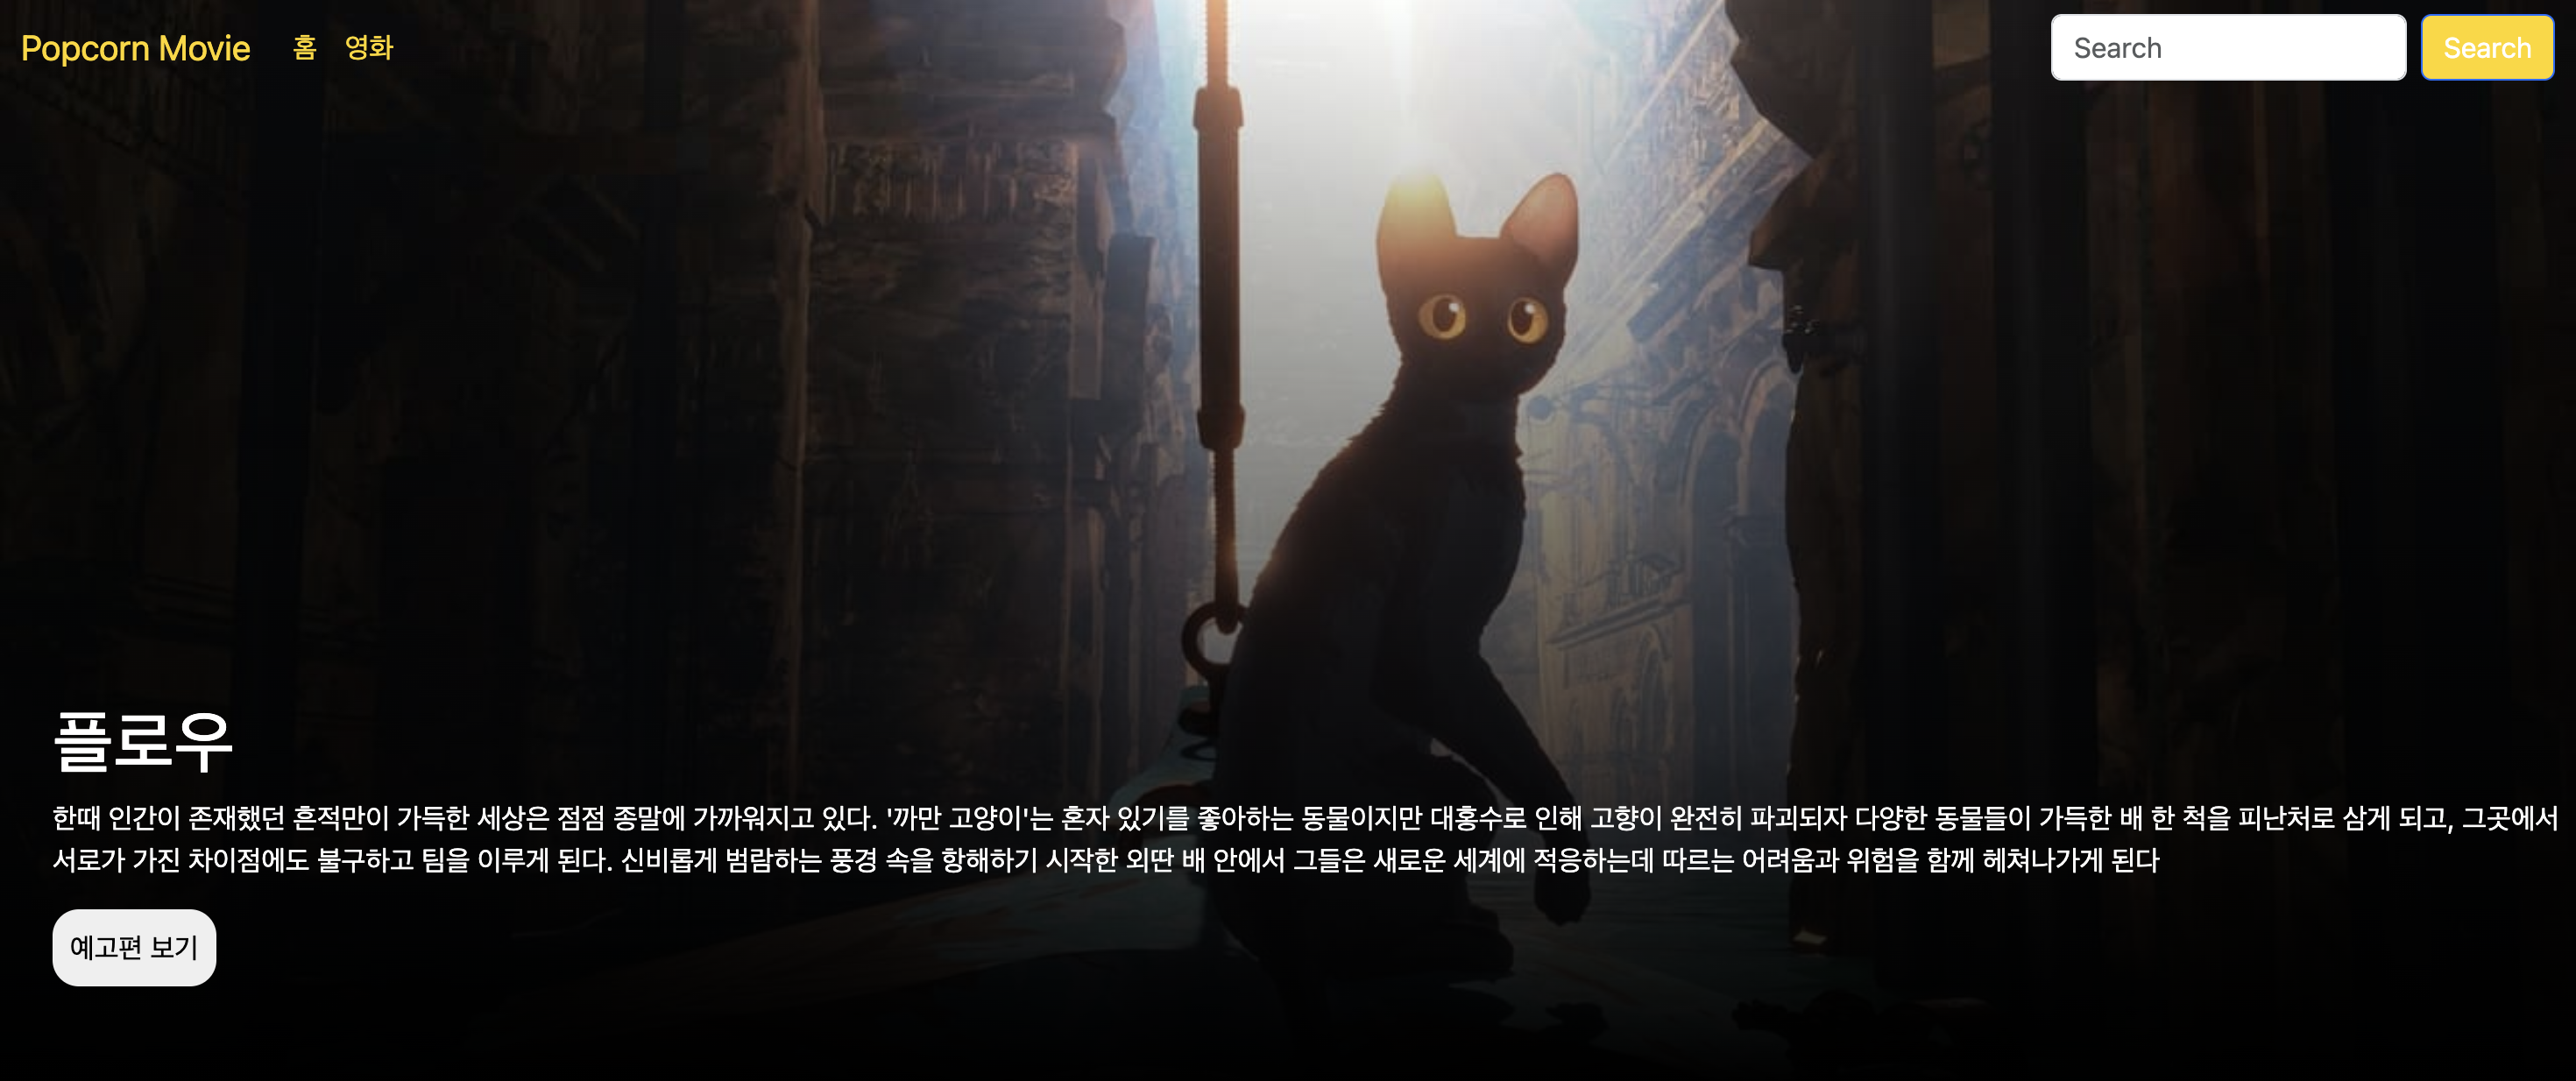 Popcorn Movie 홈 영화 Search Search
플로우
한때 인간이 존재했던 흔적만이 가득한 세상은 점점 종말에 가까워지고 있다. '까만 고양이'는 혼자 있기를 좋아하는 동물이지만 대홍수로 인해 고향이 완전히 파괴되자 다양한 동물들이 가득한 배 한 척을 피난처로 삼게 되고, 그곳에서
서로가 가진 차이점에도 불구하고 팀을 이루게 된다. 신비롭게 범람하는 풍경 속을 항해하기 시작한 외딴 배 안에서 그들은 새로운 세계에 적응하는데 따르는 어려움과 위험을 함께 헤쳐나가게 된다
예고편 보기